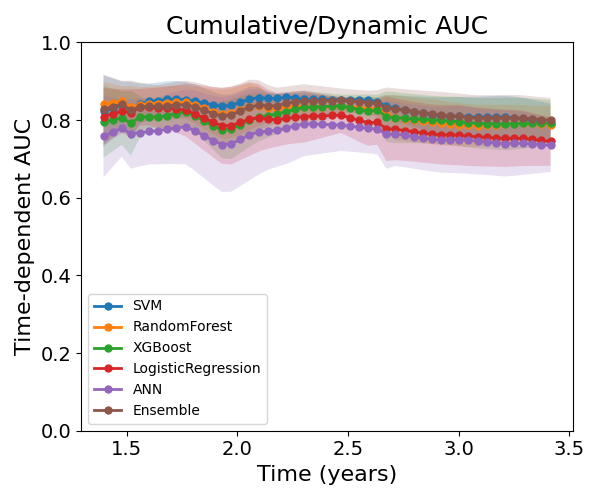 Cumulative/Dynamic AUC
Time-dependent AUC
1.0
0.8
0.6
0.4
0.2
0.0
SVM
RandomForest
XGBoost
LogisticRegression
ANN
Ensemble
1.5 2.0 2.5 3.0 3.5
Time (years)